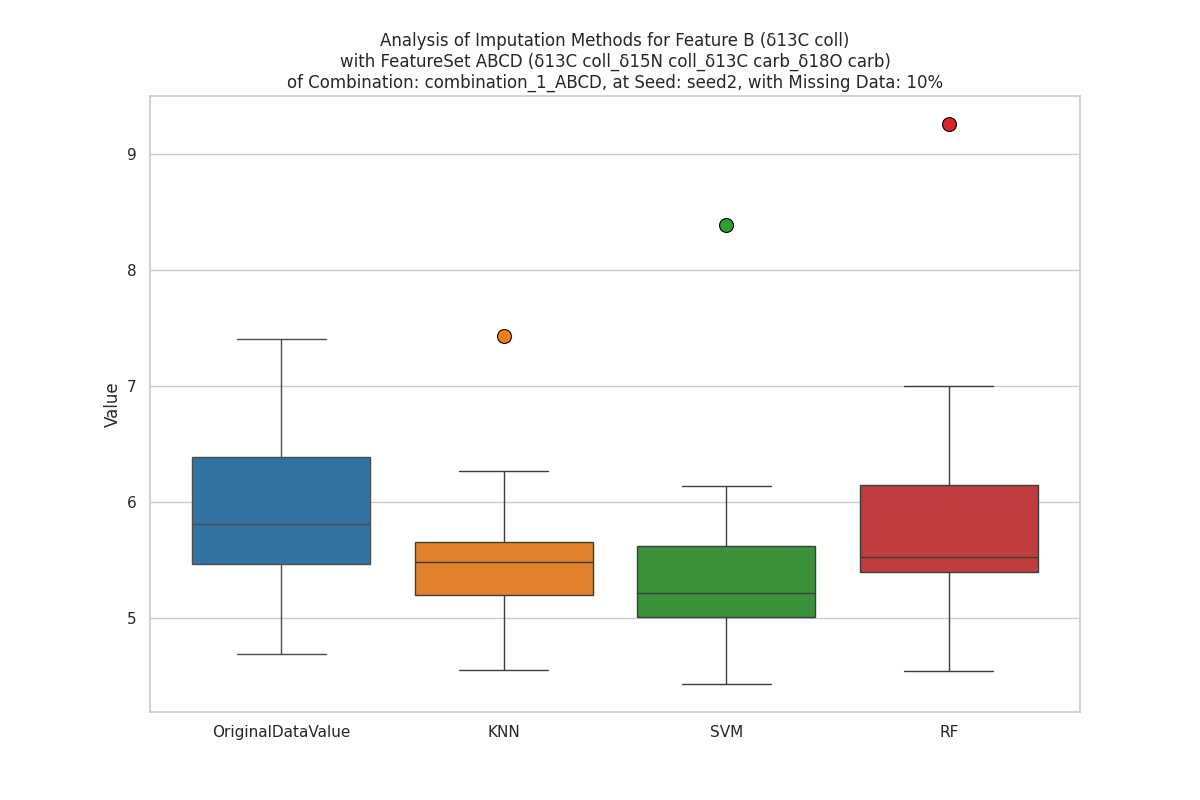 Analysis of Imputation Methods for Feature B (δ13C coll)
with FeatureSet ABCD (δ13C coll_δ15N coll_δ13C carb_δ18O carb)
of Combination: combination_1_ABCD, at Seed: seed2, with Missing Data: 10%
9
8
7
6
5
Value
OriginalDataValue KNN SVM RF